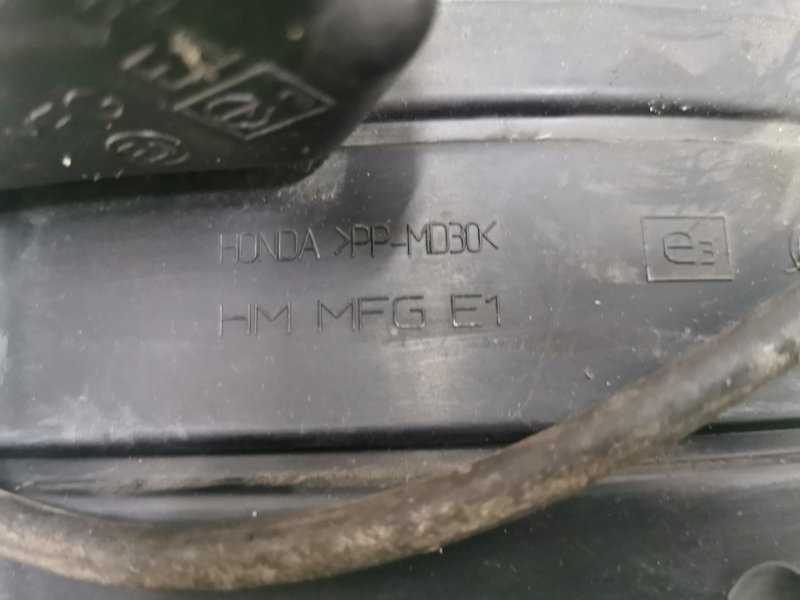 HONDA >PP-MD30<
e3
HM MFG E1